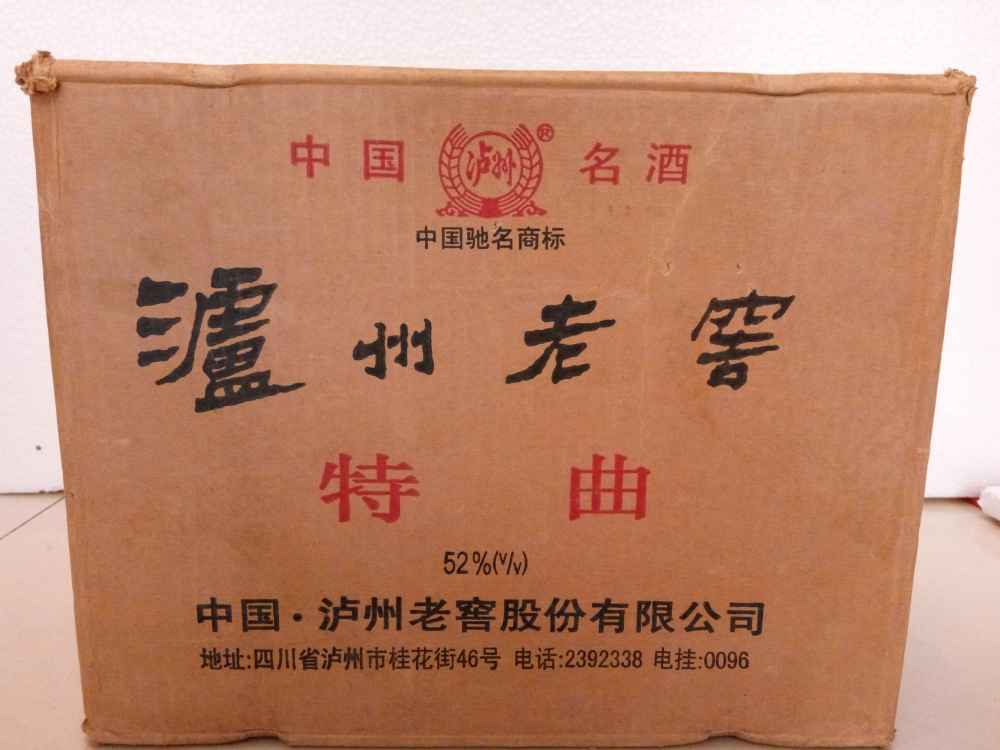 中国 泸州 ® 名酒
中国驰名商标
瀘州老窖
特曲
52%(V/V)
中国·泸州老窖股份有限公司
地址:四川省泸州市桂花街46号 电话:2392338 电挂:0096